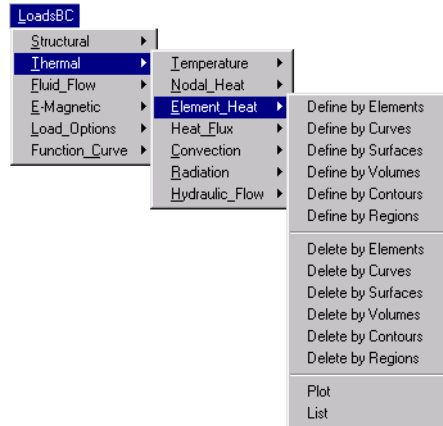 LoadsBC
Structural
Thermal
Fluid_Flow
E-Magnetic
Load_Options
Function_Curve
Temperature
Nodal_Heat
Element_Heat
Heat_Flux
Convection
Radiation
Hydraulic_Flow
Define by Elements
Define by Curves
Define by Surfaces
Define by Volumes
Define by Contours
Define by Regions
Delete by Elements
Delete by Curves
Delete by Surfaces
Delete by Volumes
Delete by Contours
Delete by Regions
Plot
List